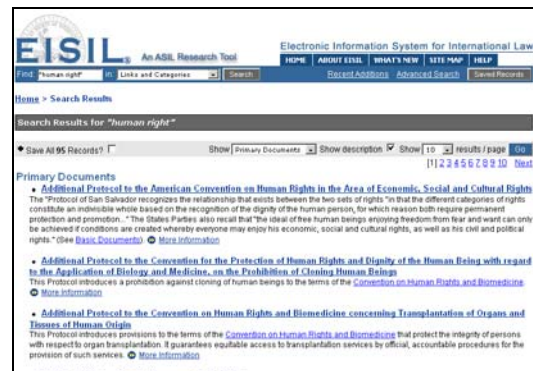 EISIL
An ASIL Research Tool
Electronic Information System for International Law
HOME ABOUT EISIL WHAT'S NEW SITE MAP HELP
Find: "human right" in: Links and Categories Search Recent Additions Advanced Search Saved Records
Home > Search Results
Search Results for "human right"
Save All 95 Records? Show Primary Documents Show description Show 10 results / page Go
[1] 2 3 4 5 6 7 8 9 10 Next
Primary Documents
• Additional Protocol to the American Convention on Human Rights in the Area of Economic, Social and Cultural Rights
The "Protocol of San Salvador recognizes the relationship that exists between the two sets of rights "in that the different categories of rights
constitute an indivisible whole based on the recognition of the dignity of the human person, for which reason both require permanent
protection and promotion..." The States Parties also recall that "the ideal of free human beings enjoying freedom from fear and want can only
be achieved if conditions are created whereby everyone may enjoy his economic, social and cultural rights, as well as his civil and political
rights." (See Basic Documents) More Information
• Additional Protocol to the Convention for the Protection of Human Rights and Dignity of the Human Being with regard
to the Application of Biology and Medicine, on the Prohibition of Cloning Human Beings
This Protocol introduces a prohibition against cloning of human beings to the terms of the Convention on Human Rights and Biomedicine.
More Information
• Additional Protocol to the Convention on Human Rights and Biomedicine concerning Transplantation of Organs and
Tissues of Human Origin
This Protocol introduces provisions to the terms of the Convention on Human Rights and Biomedicine that protect the integrity of persons
with respect to organ transplantation. It guarantees equitable access to transplantation services by official, accountable procedures for the
provision of such services. More Information